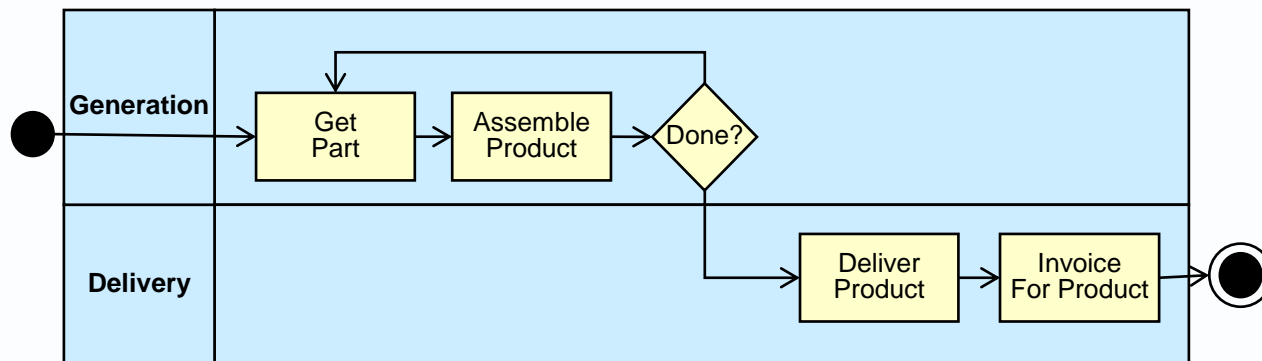 Generation
Get
Part
Assemble
Product
Done?
Delivery
Deliver
Product
Invoice
For Product